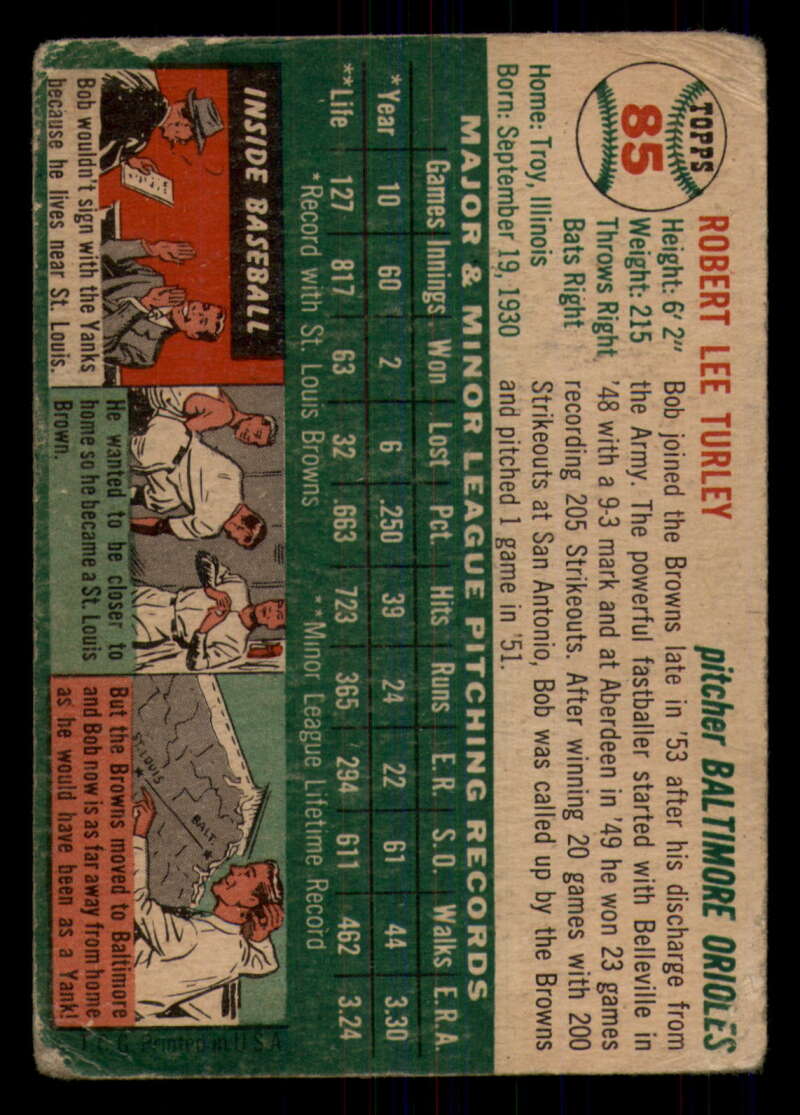 TOPPS
85
ROBERT LEE TURLEY
pitcher BALTIMORE ORIOLES
Height: 6' 2"
Weight: 215
Throws Right
Bats Right
Home: Troy, Illinois
Born: September 19, 1930
Bob joined the Browns late in '53 after his discharge from
the Army. The powerful fastballer started with Belleville in
'48 with a 9-3 mark and at Aberdeen in '49 he won 23 games
recording 205 Strikeouts. After winning 20 games with 200
Strikeouts at San Antonio, Bob was called up by the Browns
and pitched 1 game in '51.
MAJOR & MINOR LEAGUE PITCHING RECORDS
Games Innings Won Lost Pct. Hits Runs E.R. S.O. Walks E.R.A.
*Year 10 60 2 6 .250 39 24 22 61 44 3.30
**Life 127 817 63 32 .663 723 365 294 611 462 3.24
*Record with St. Louis Browns **Minor League Lifetime Record
INSIDE BASEBALL
Bob wouldn't sign with the Yanks
because he lives near St. Louis.
He wanted to be closer to
home so he became a St. Louis
Brown.
ST. LOUIS
BALT.
But the Browns moved to Baltimore
and Bob now is as far away from home
as he would have been as a Yank!
T.C.G. Printed in U S A